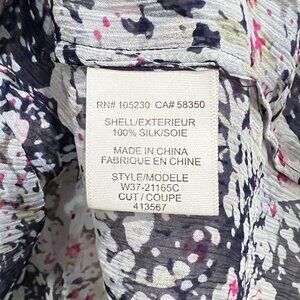 RN# 105230 CA# 58350
SHELL/EXTERIEUR
100% SILK/SOIE
MADE IN CHINA
FABRIQUE EN CHINE
STYLE/MODELE
W37-21165C
CUT/COUPE
413567